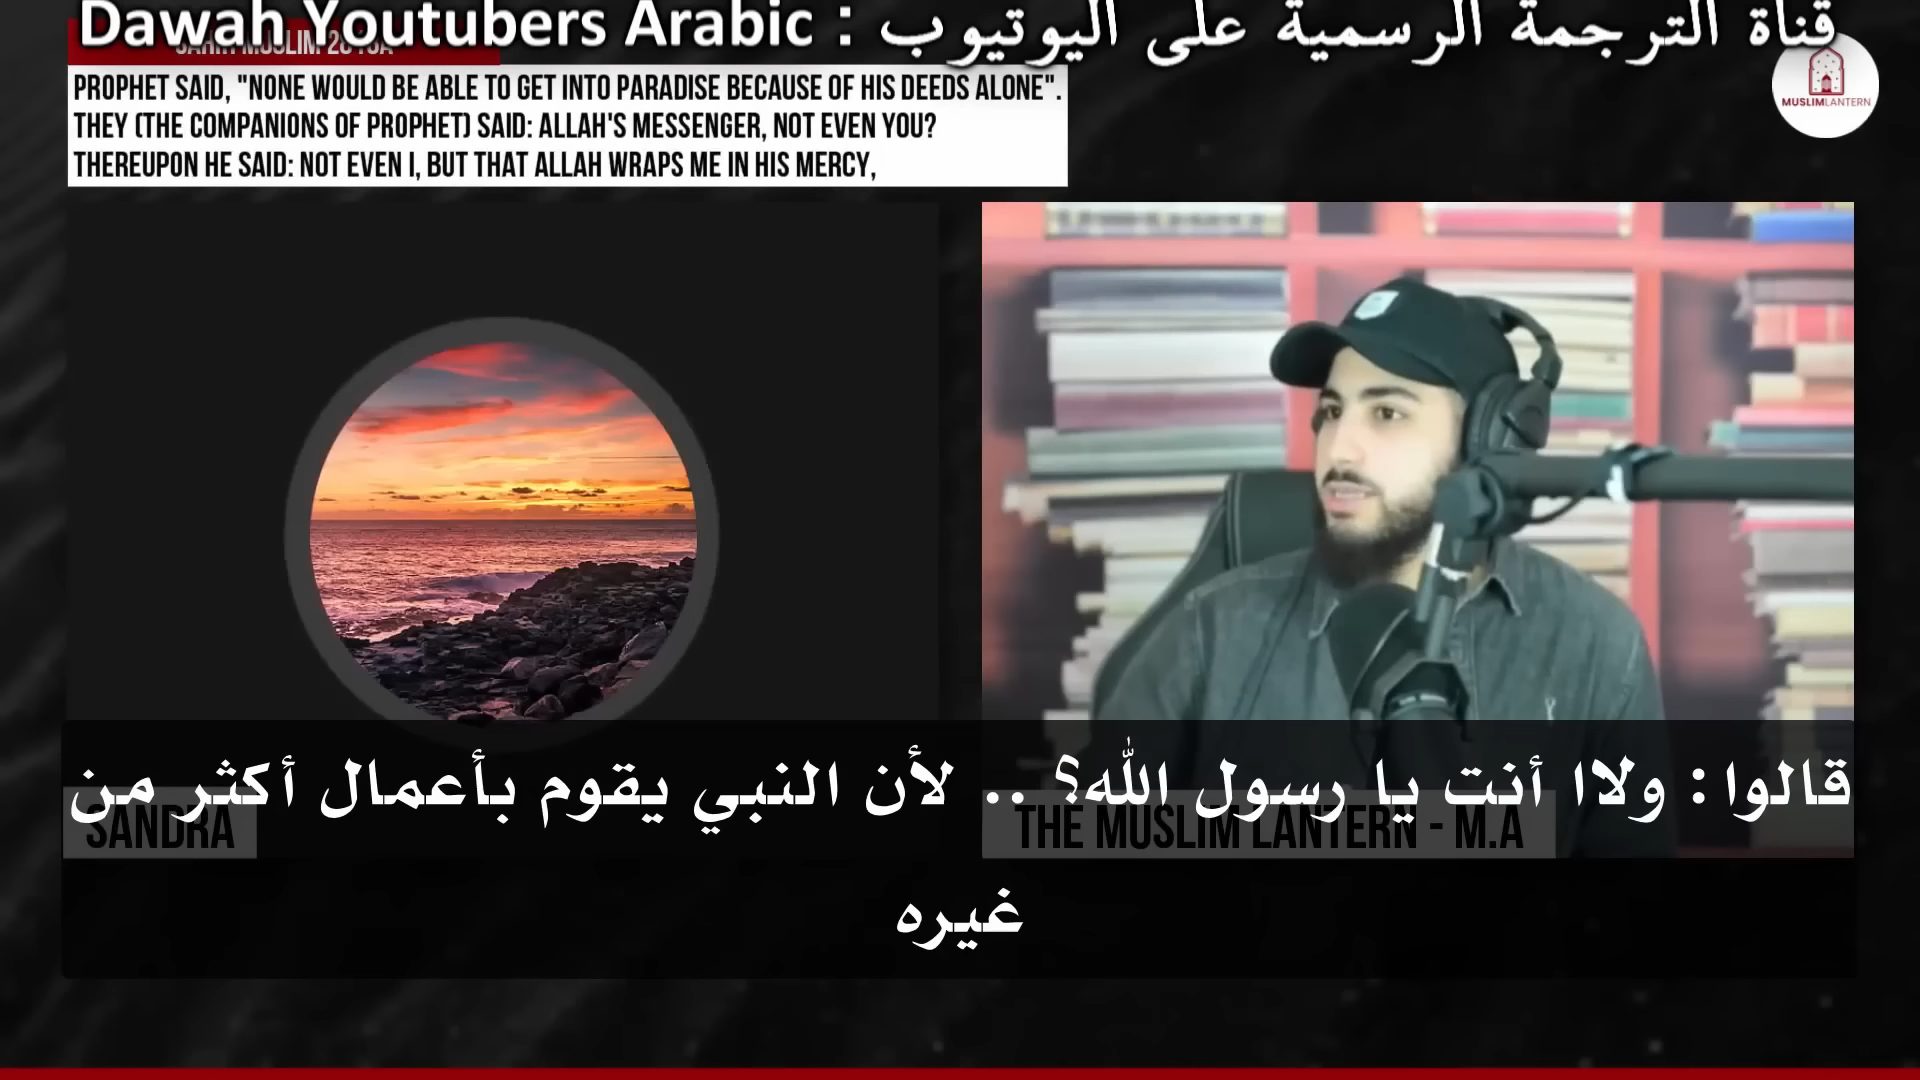 قناة الترجمة الرسمية على اليوتيوب : Dawah Youtubers Arabic
SAHIH MUSLIM
PROPHET SAID, "NONE WOULD BE ABLE TO GET INTO PARADISE BECAUSE OF HIS DEEDS ALONE".
THEY (THE COMPANIONS OF PROPHET) SAID: ALLAH'S MESSENGER, NOT EVEN YOU?
THEREUPON HE SAID: NOT EVEN I, BUT THAT ALLAH WRAPS ME IN HIS MERCY,
MUSLIMLANTERN
قالوا : ولاا أنت يا رسول الله؟ .. لأن النبي يقوم بأعمال أكثر من
غيره
SANDRA
THE MUSLIM LANTERN - M.A